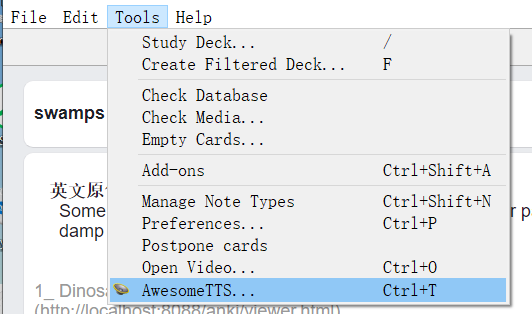 File Edit Tools Help
Study Deck... /
Create Filtered Deck... F
Check Database
swamps
Check Media...
Empty Cards...
Add-ons Ctrl+Shift+A
英文原
Manage Note Types Ctrl+Shift+N
Some
Preferences... Ctrl+P
damp
Postpone cards
Open Video... Ctrl+O
1_ Dinosa
AwesomeTTS... Ctrl+T
(http://localhost:8088/anki/viewer.html)